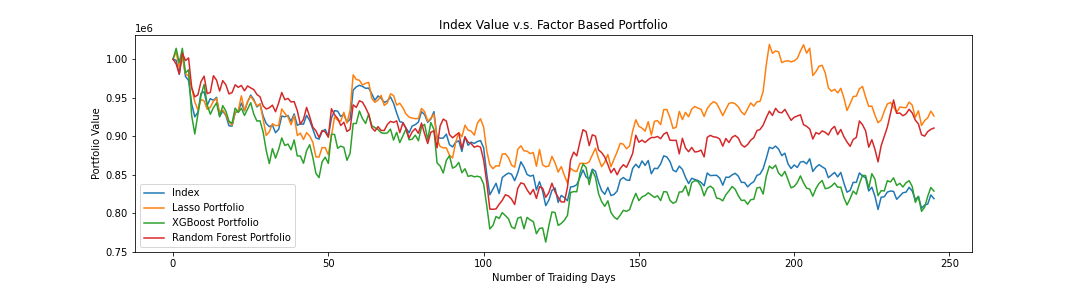 Index Value v.s. Factor Based Portfolio
1e6
1.00
0.95
0.90
0.85
0.80
0.75
Portfolio Value
Index
Lasso Portfolio
XGBoost Portfolio
Random Forest Portfolio
0 50 100 150 200 250
Number of Traiding Days